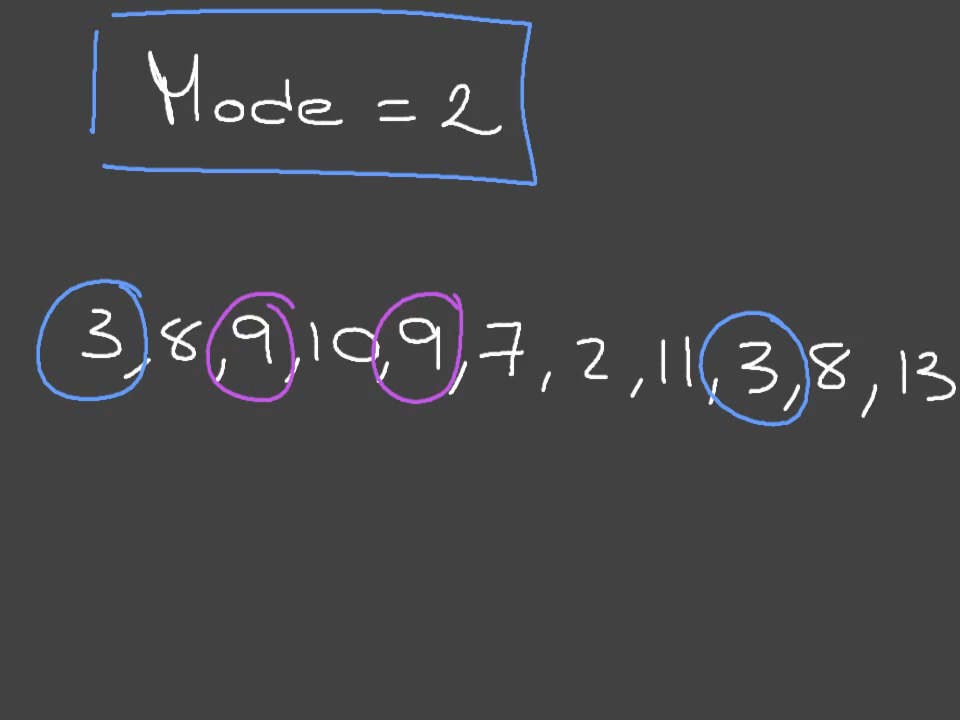 Mode = 2
3, 8, 9, 10, 9, 7, 2, 11, 3, 8, 13